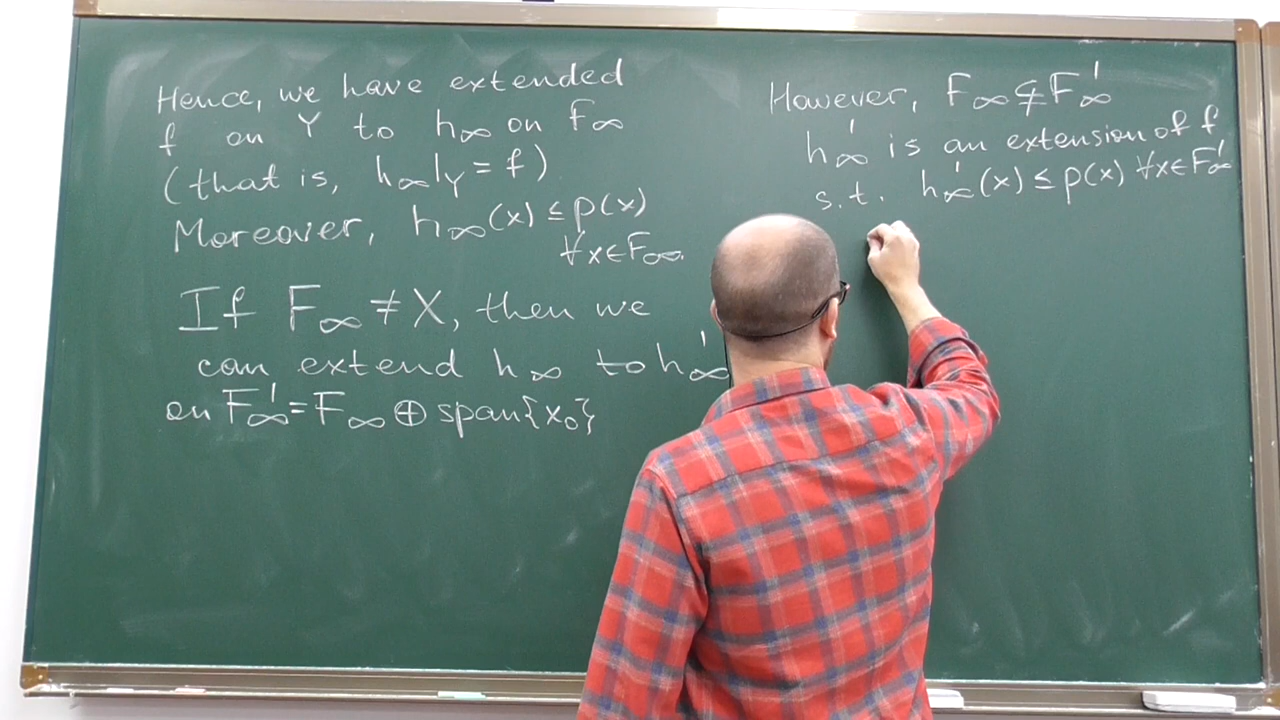 Hence, we have extended
f on Y to h∞ on F∞
(that is, h∞|Y = f)
Moreover, h∞(x) ≤ p(x)
∀x∈F∞.
If F∞ ≠ X, then we
can extend h∞ to h'∞
on F'∞ = F∞ ⊕ span{x₀}
However, F∞ ⊊ F'∞
h'∞ is an extension of f
s.t. h'∞(x) ≤ p(x) ∀x∈F'∞